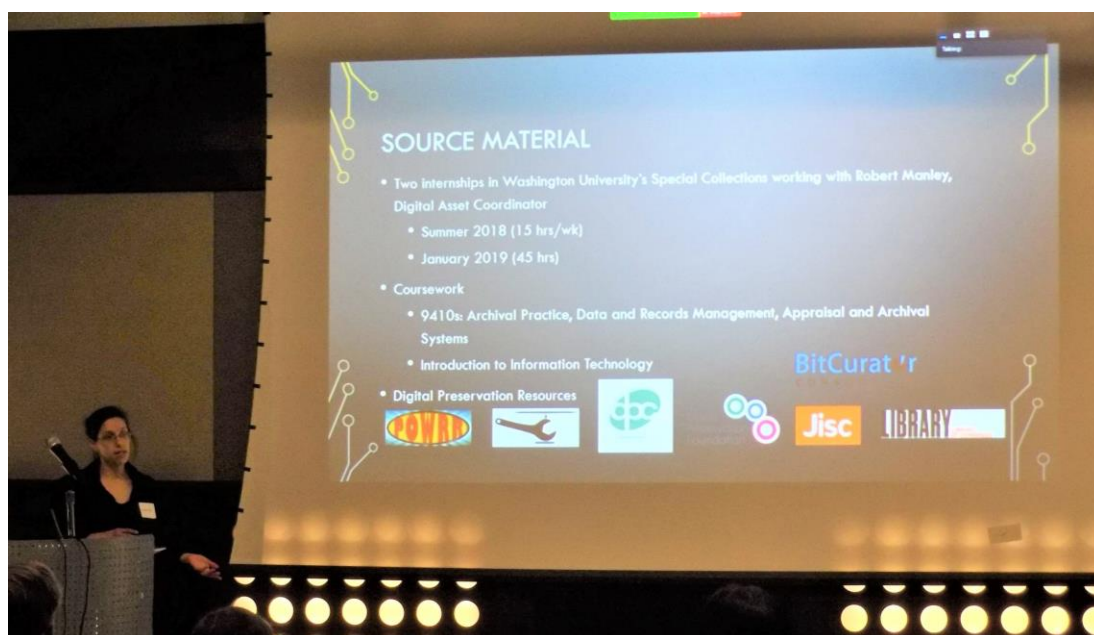 Talking:
SOURCE MATERIAL
• Two internships in Washington University's Special Collections working with Robert Manley,
Digital Asset Coordinator
• Summer 2018 (15 hrs/wk)
• January 2019 (45 hrs)
• Coursework
• 9410s: Archival Practice, Data and Records Management, Appraisal and Archival
Systems
• Introduction to Information Technology
BitCurat r
• Digital Preservation Resources
POWRR
dpc
Jisc
LIBRARY